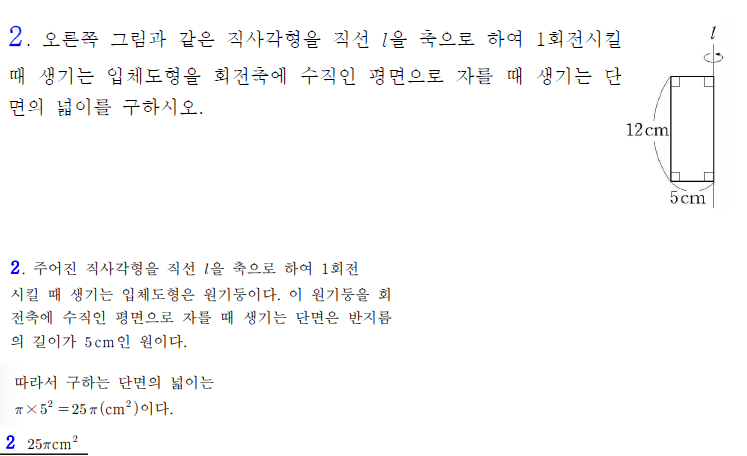 2. 오른쪽 그림과 같은 직사각형을 직선 l을 축으로 하여 1회전시킬
때 생기는 입체도형을 회전축에 수직인 평면으로 자를 때 생기는 단
면의 넓이를 구하시오.
l
12cm
5cm
2. 주어진 직사각형을 직선 l을 축으로 하여 1회전
시킬 때 생기는 입체도형은 원기둥이다. 이 원기둥을 회
전축에 수직인 평면으로 자를 때 생기는 단면은 반지름
의 길이가 5cm인 원이다.
따라서 구하는 단면의 넓이는
π×5²=25π(cm²)이다.
2 25πcm²